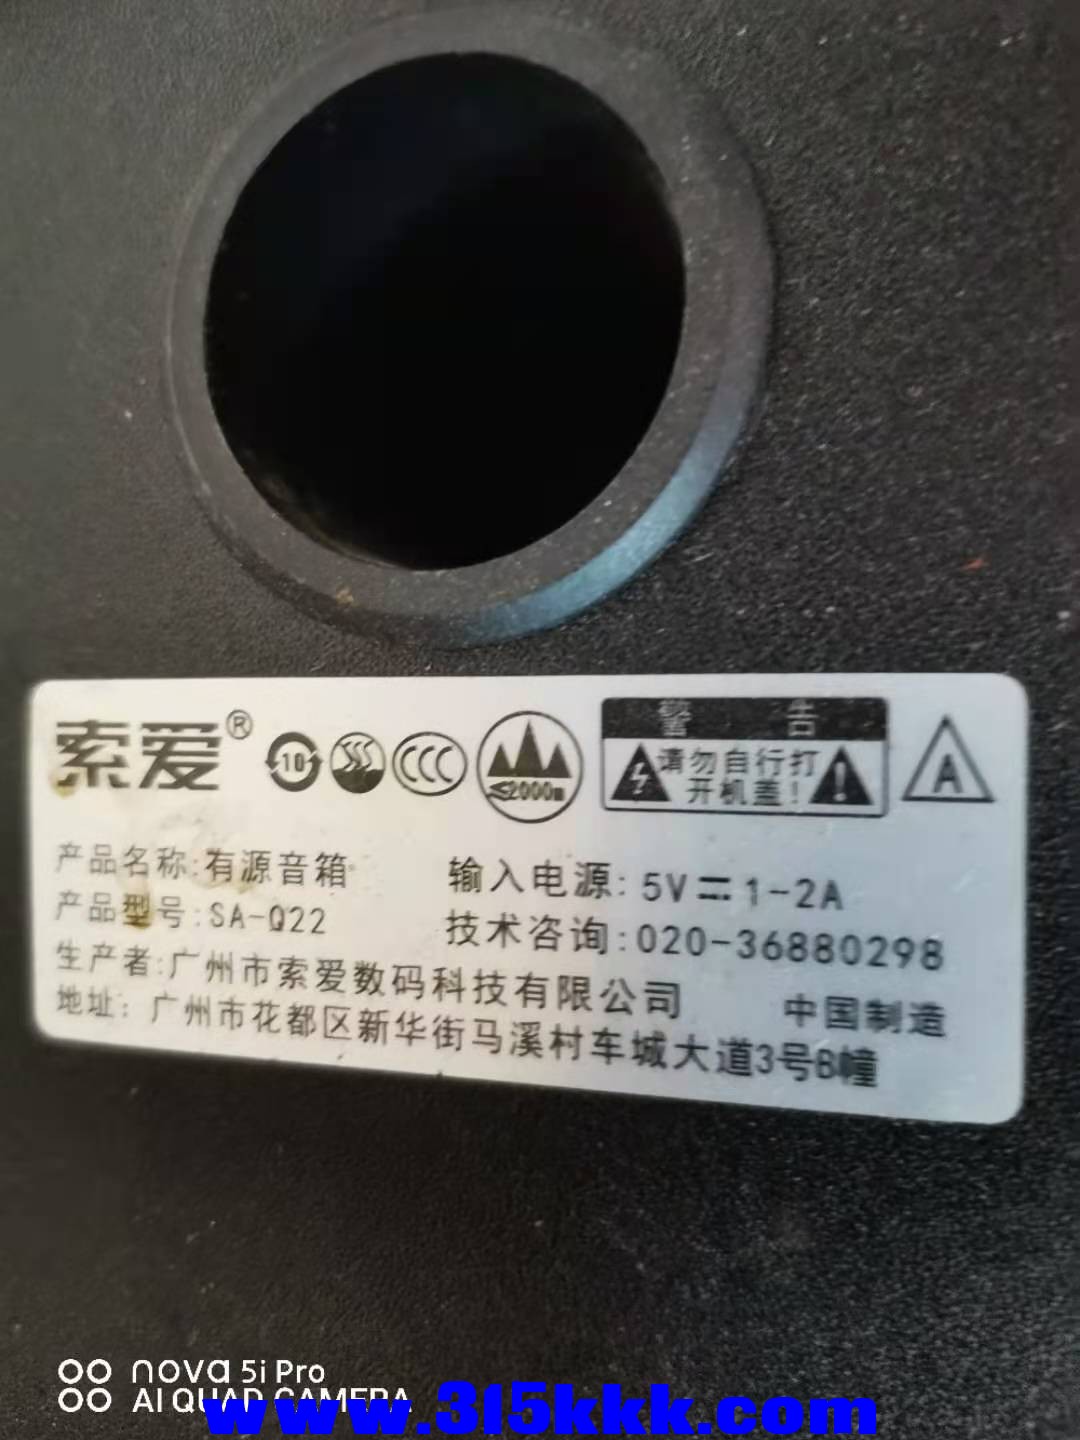 索爱®
10
CCC
≤2000m
警 告
请勿自行打
开机盖!
A
产品名称:有源音箱
输入电源:5V⎓1-2A
产品型号:SA-Q22
技术咨询:020-36880298
生产者:广州市索爱数码科技有限公司
中国制造
地址:广州市花都区新华街马溪村车城大道3号B幢
nova 5i Pro
AI QUAD CAMERA
www.315kkk.com